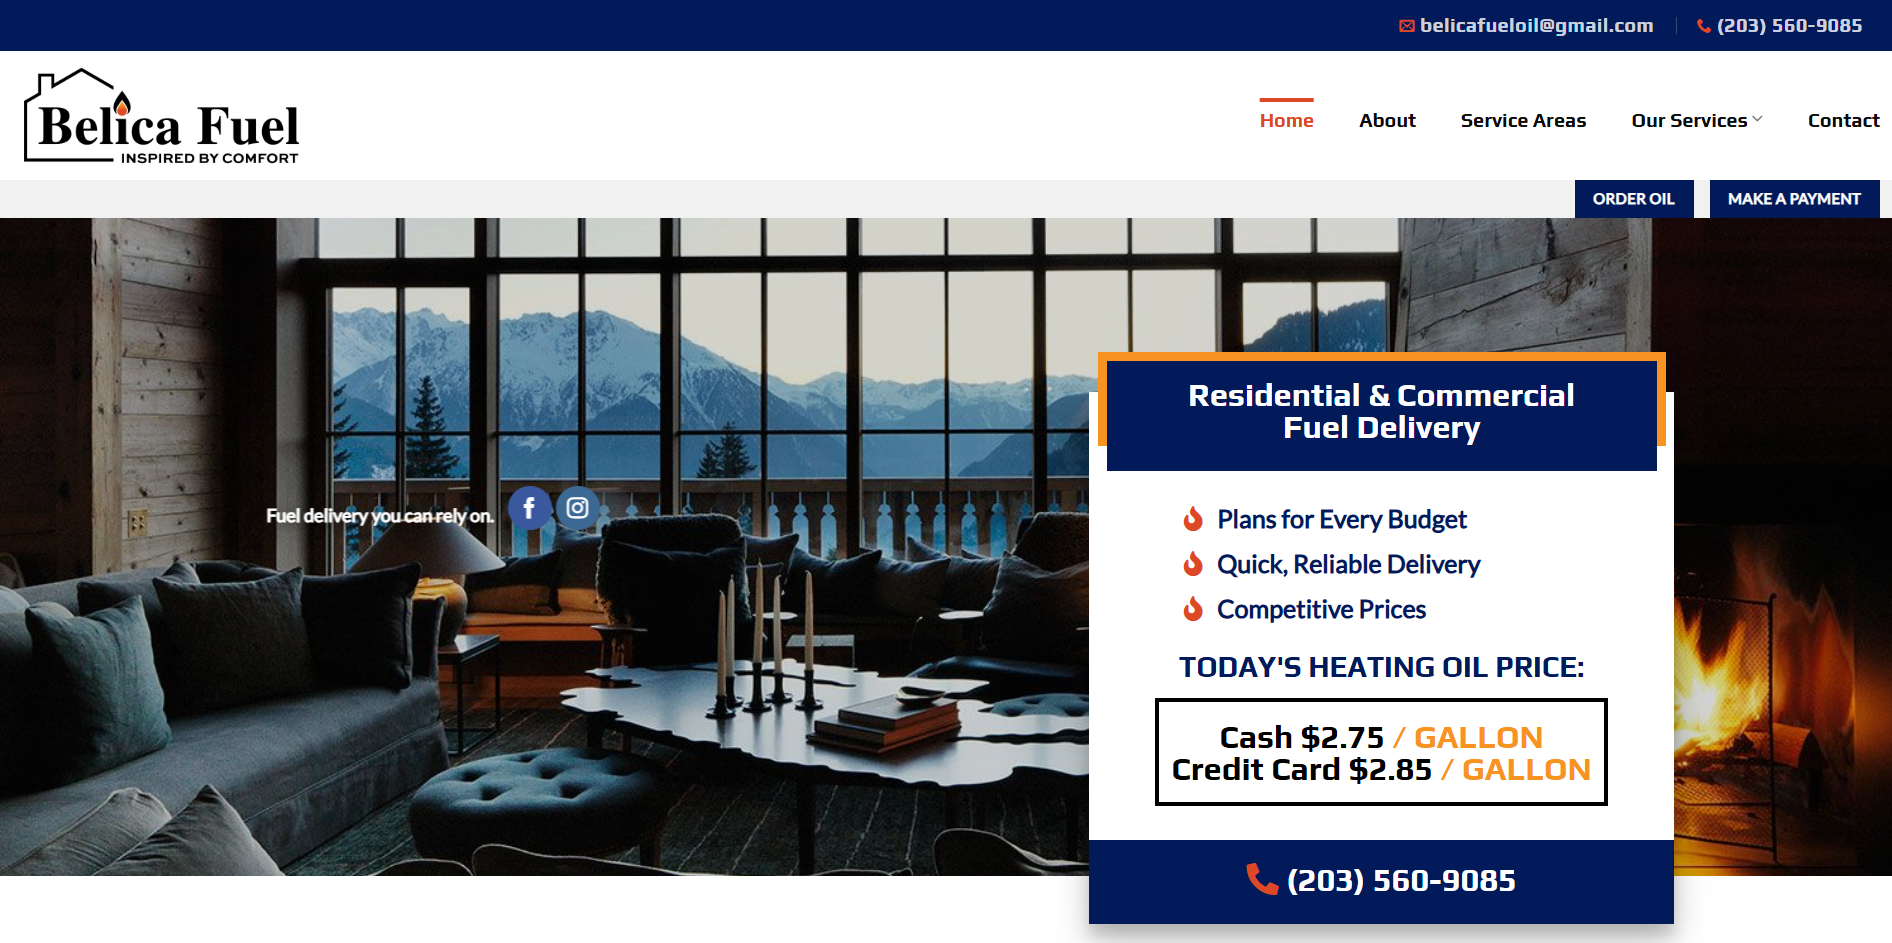 belicafueloil@gmail.com
(203) 560-9085
Belica Fuel
INSPIRED BY COMFORT
Home
About
Service Areas
Our Services
Contact
ORDER OIL
MAKE A PAYMENT
Fuel delivery you can rely on.
Residential & Commercial
Fuel Delivery
Plans for Every Budget
Quick, Reliable Delivery
Competitive Prices
TODAY'S HEATING OIL PRICE:
Cash $2.75 / GALLON
Credit Card $2.85 / GALLON
(203) 560-9085